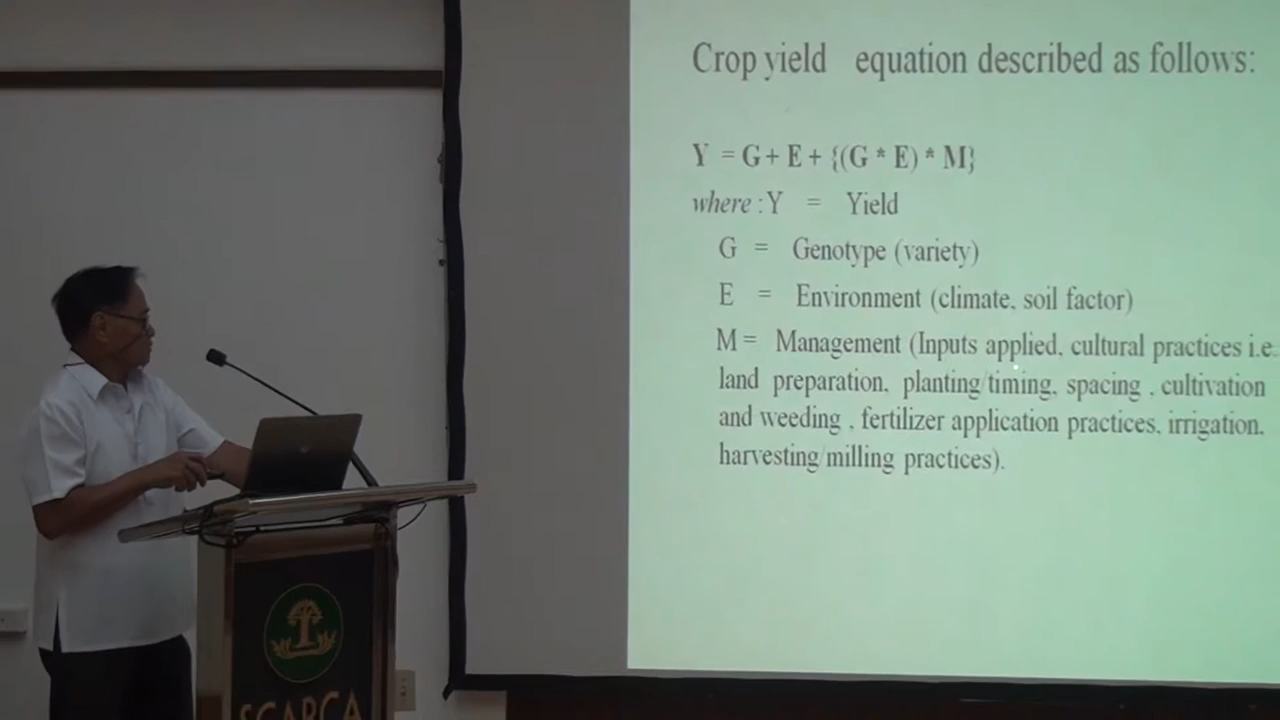 Crop yield equation described as follows:
Y = G + E + {(G * E) * M}
where : Y = Yield
G = Genotype (variety)
E = Environment (climate, soil factor)
M = Management (Inputs applied, cultural practices i.e
land preparation, planting/timing, spacing , cultivation
and weeding , fertilizer application practices, irrigation,
harvesting/milling practices).
SEARCA